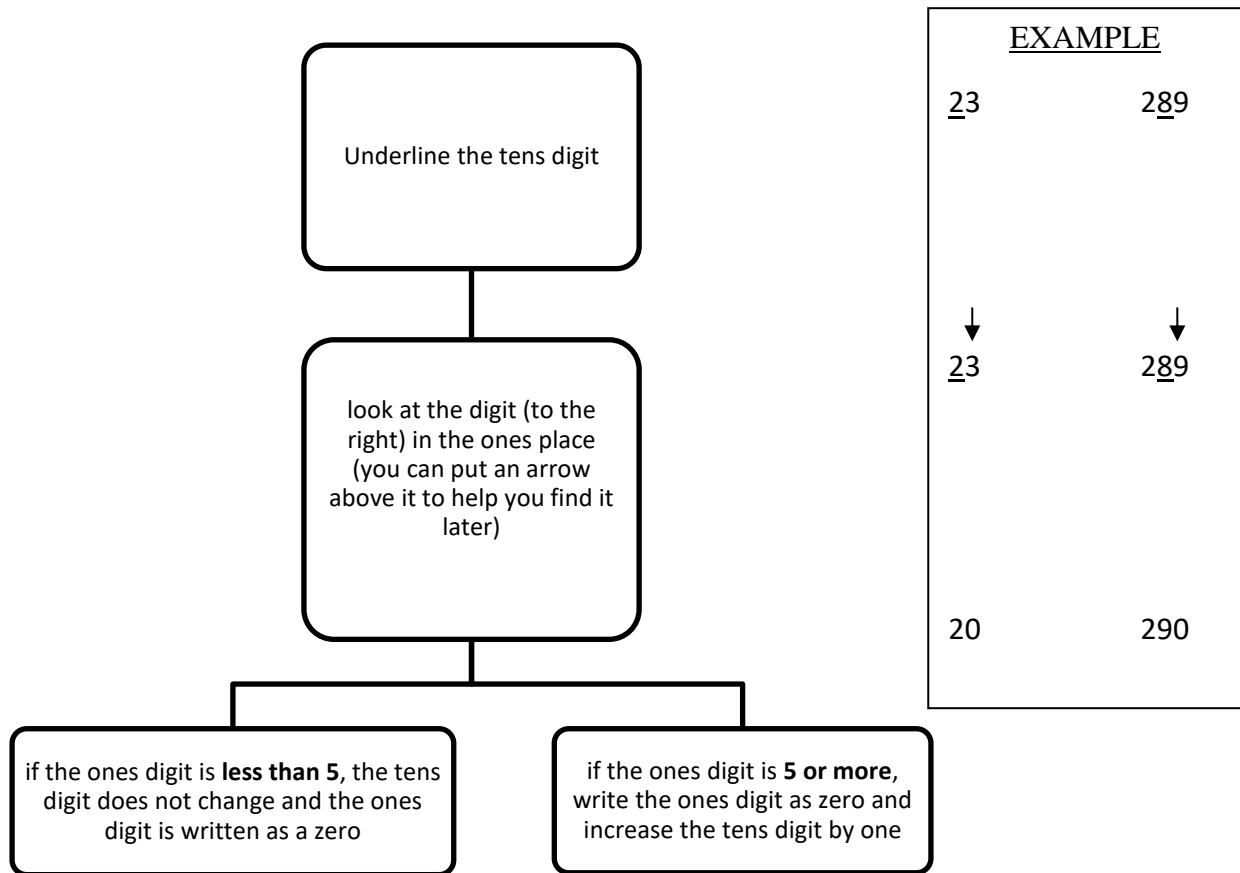 EXAMPLE
23 289
Underline the tens digit
23 289
look at the digit (to the
right) in the ones place
(you can put an arrow
above it to help you find it
later)
20 290
if the ones digit is less than 5, the tens
digit does not change and the ones
digit is written as a zero
if the ones digit is 5 or more,
write the ones digit as zero and
increase the tens digit by one